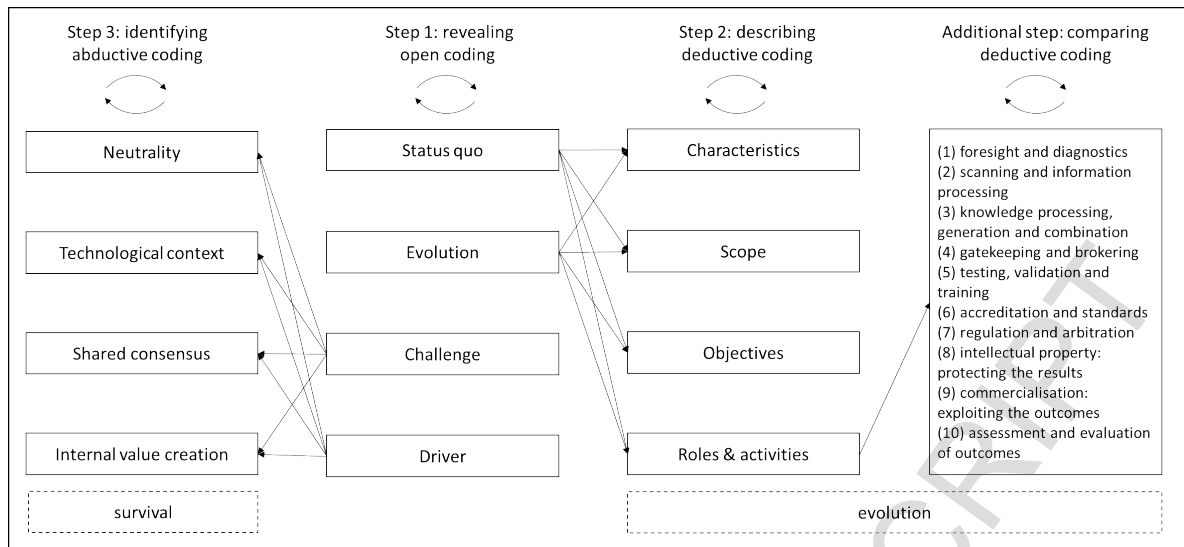 Step 3: identifying
abductive coding
Step 1: revealing
open coding
Step 2: describing
deductive coding
Additional step: comparing
deductive coding
Neutrality
Technological context
Shared consensus
Internal value creation
survival
Status quo
Evolution
Challenge
Driver
Characteristics
Scope
Objectives
Roles & activities
(1) foresight and diagnostics
(2) scanning and information
processing
(3) knowledge processing,
generation and combination
(4) gatekeeping and brokering
(5) testing, validation and
training
(6) accreditation and standards
(7) regulation and arbitration
(8) intellectual property:
protecting the results
(9) commercialisation:
exploiting the outcomes
(10) assessment and evaluation
of outcomes
evolution
CRIPT